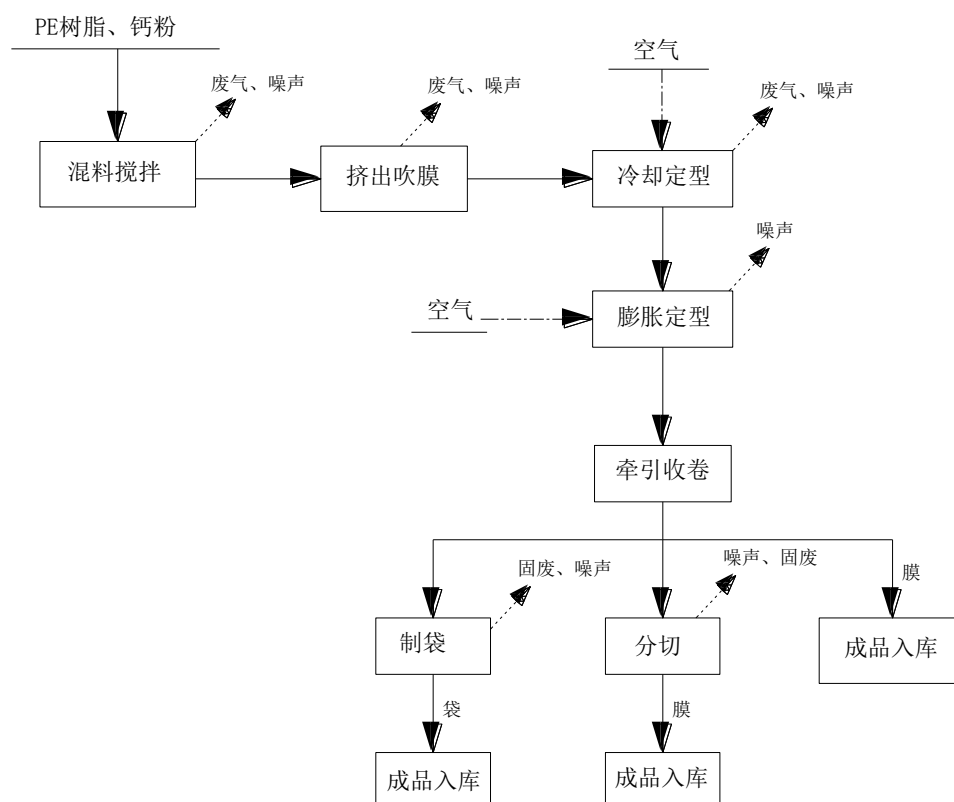 PE树脂、钙粉
空气
废气、噪声
废气、噪声
废气、噪声
混料搅拌
挤出吹膜
冷却定型
噪声
空气
膨胀定型
牵引收卷
固废、噪声
噪声、固废
膜
制袋
分切
成品入库
袋
膜
成品入库
成品入库